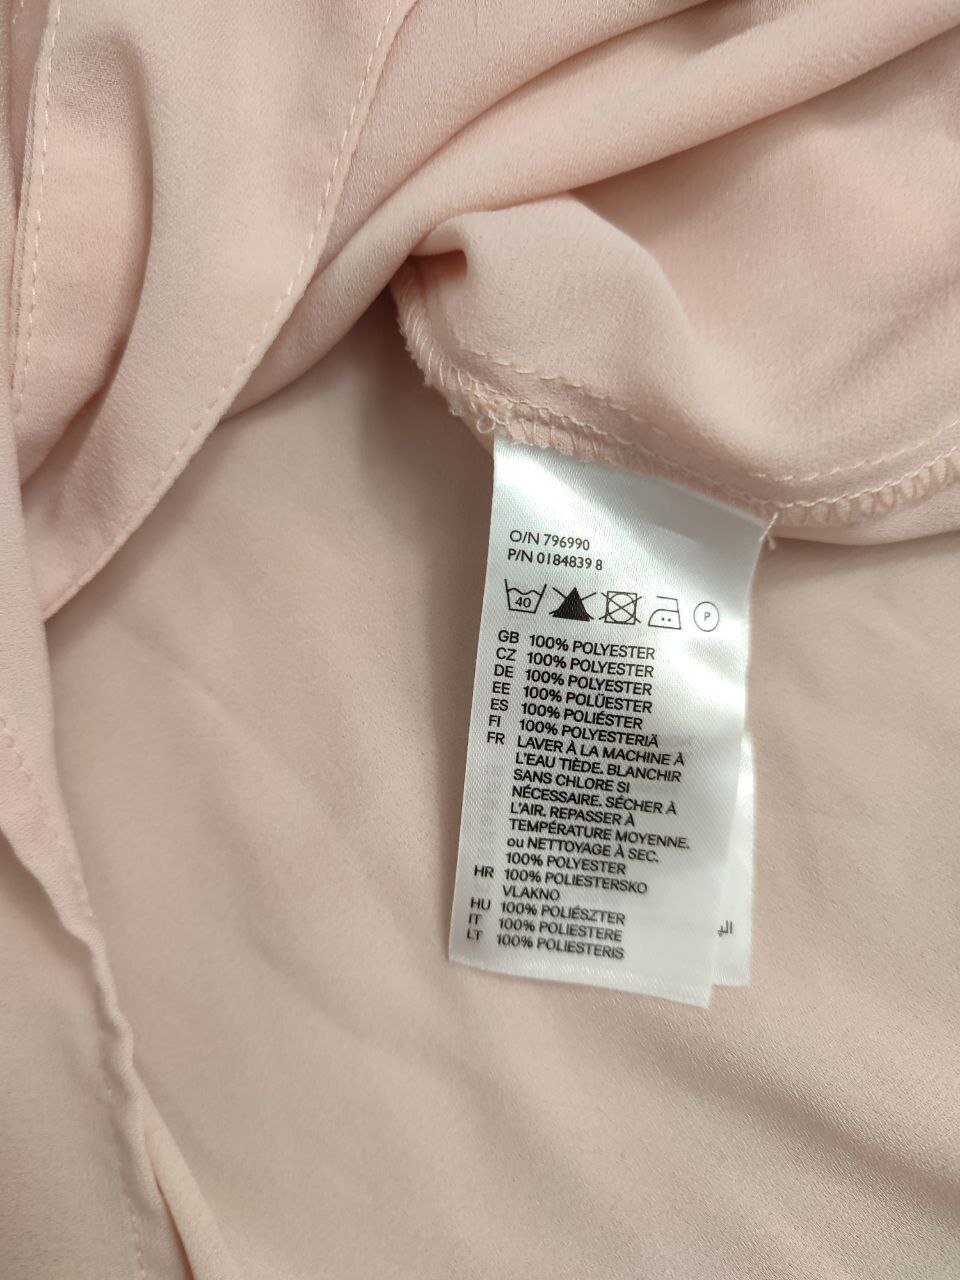 O/N 796990
P/N 0184839 8
40
P
GB 100% POLYESTER
CZ 100% POLYESTER
DE 100% POLYESTER
EE 100% POLÜESTER
ES 100% POLIÉSTER
FI 100% POLYESTERIÄ
FR LAVER À LA MACHINE À
L'EAU TIÈDE. BLANCHIR
SANS CHLORE SI
NÉCESSAIRE. SÉCHER À
L'AIR. REPASSER À
TEMPÉRATURE MOYENNE.
ou NETTOYAGE À SEC.
100% POLYESTER
HR 100% POLIESTERSKO
VLAKNO
HU 100% POLIÉSZTER
IT 100% POLIESTERE
LT 100% POLIESTERIS